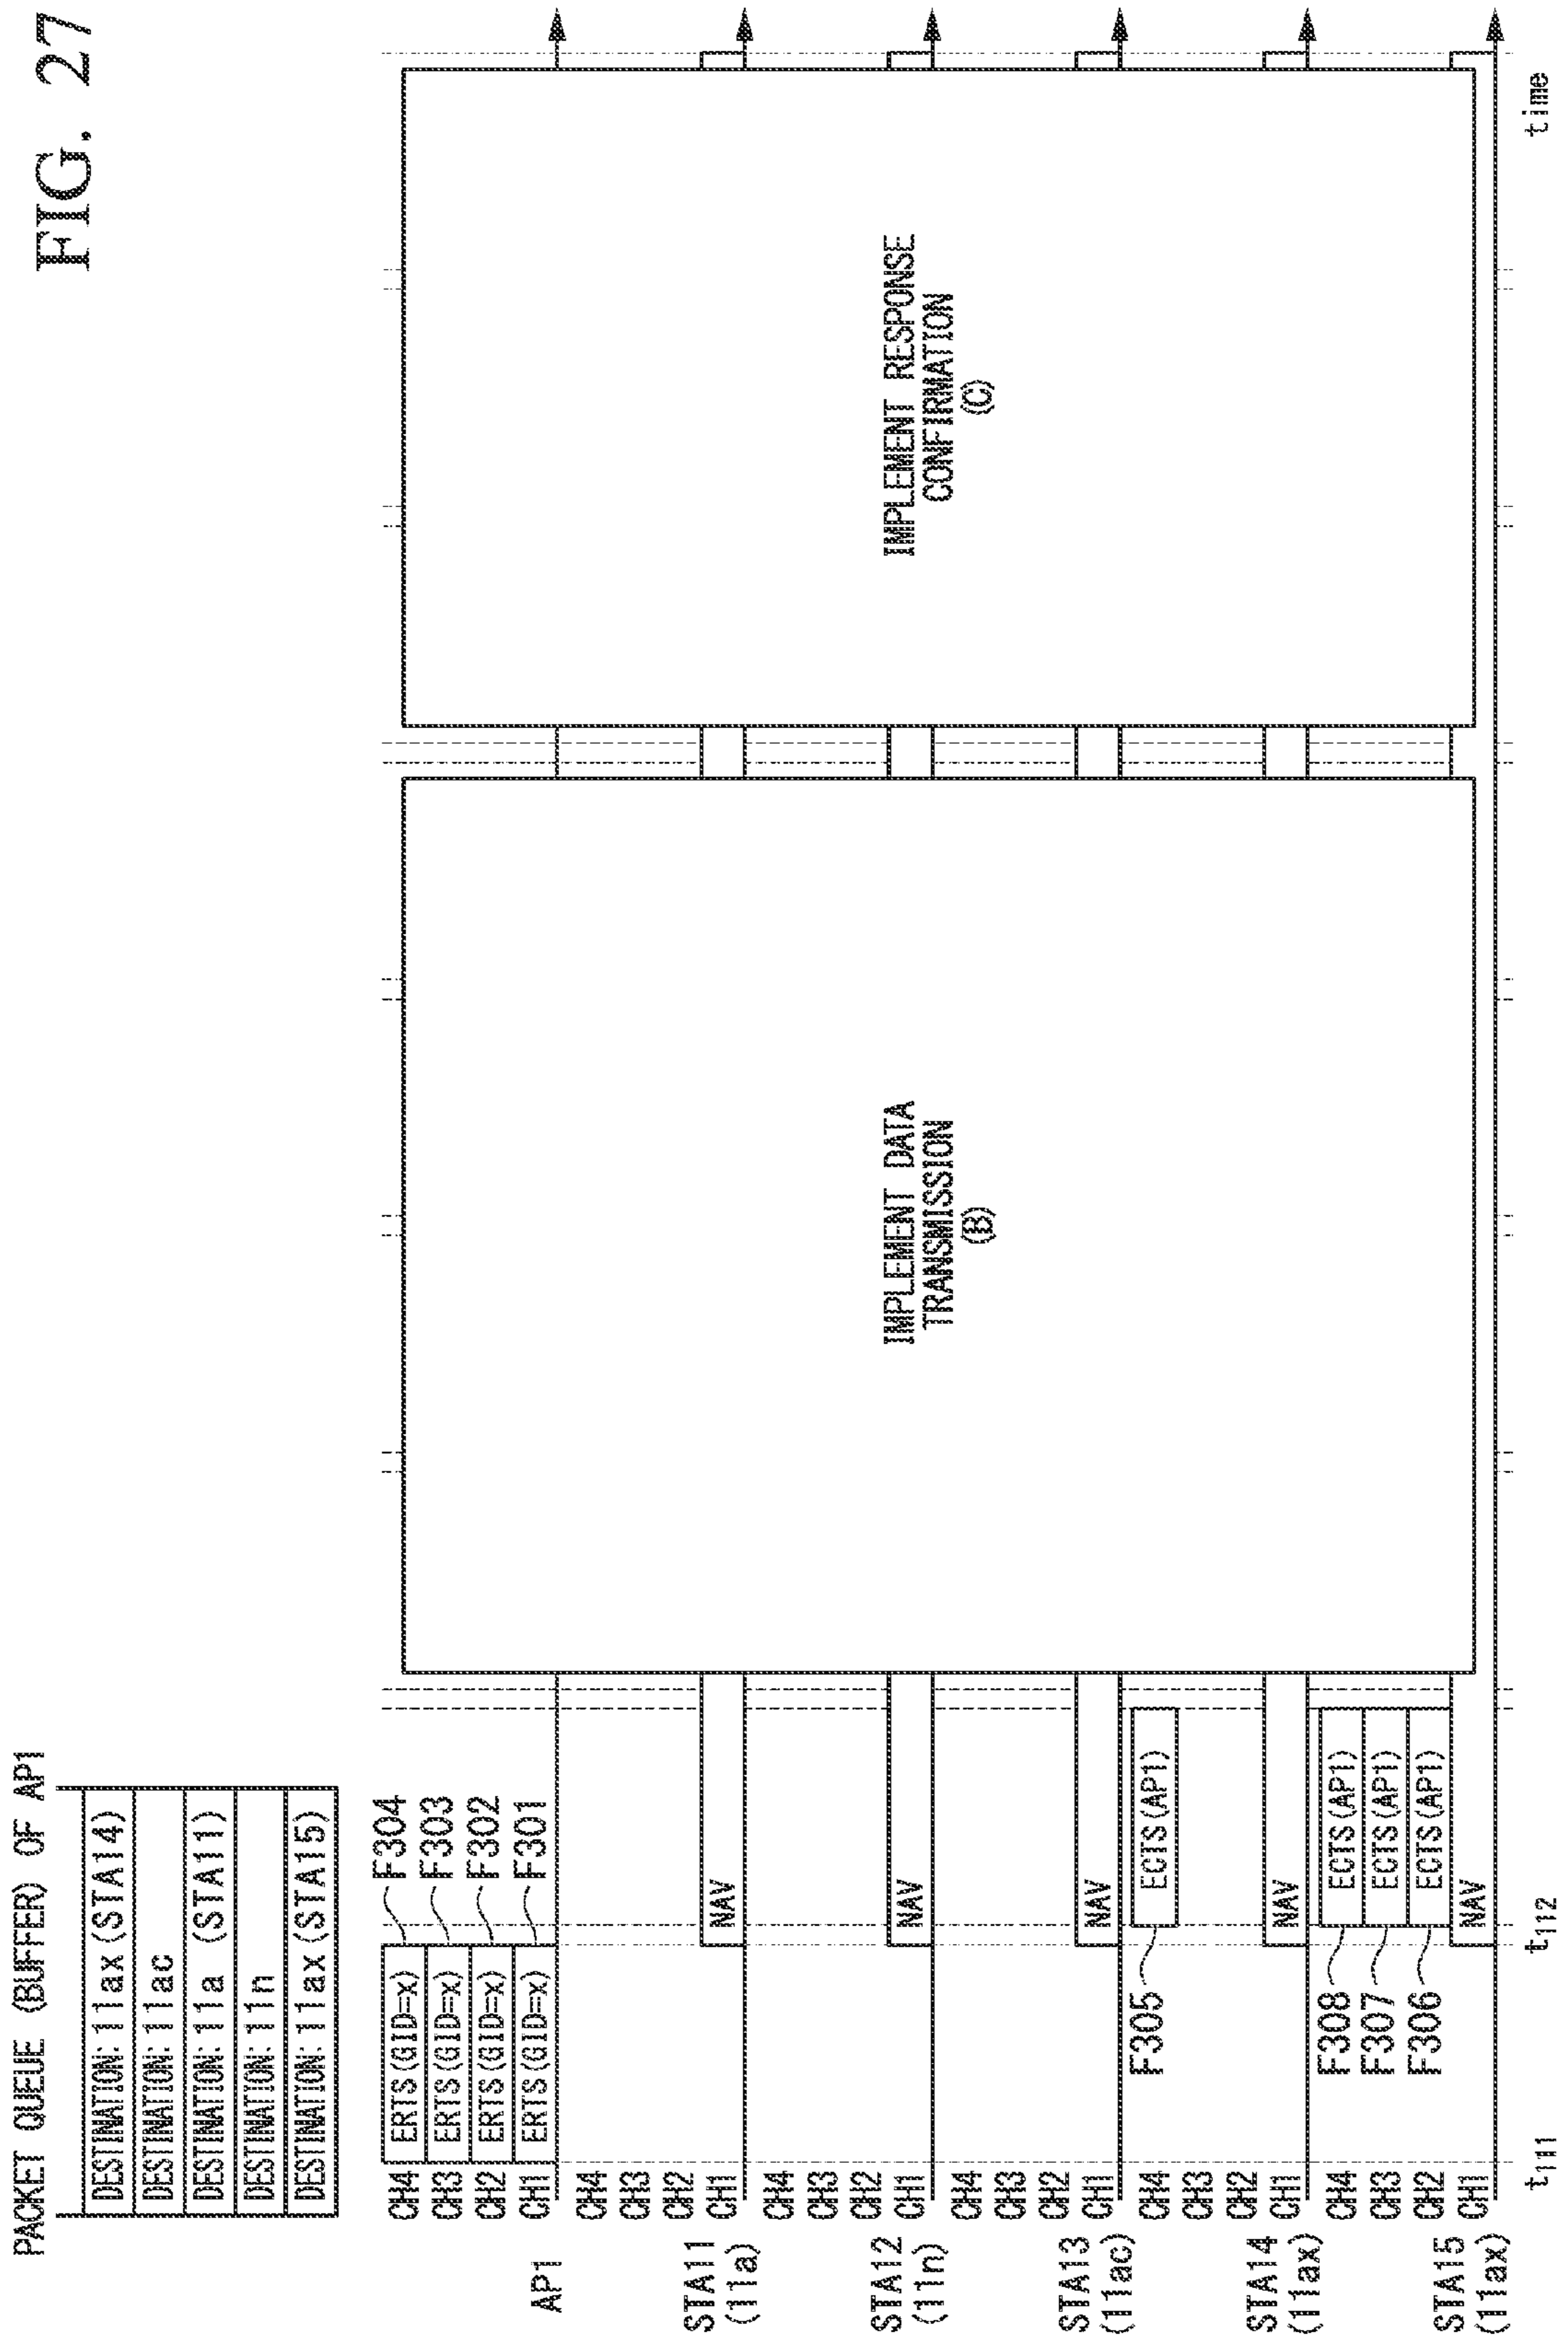 FIG. 27
PACKET QUEUE (BUFFER) OF AP1
DESTINATION: 11ax (STA14)
DESTINATION: 11ac
DESTINATION: 11a (STA11)
DESTINATION: 11n
DESTINATION: 11ax (STA15)
F304
F303
F302
F301
AP1
CH4 ERTS (GID=x)
CH3 ERTS (GID=x)
CH2 ERTS (GID=x)
CH1 ERTS (GID=x)
STA11
(11a)
CH4
CH3
CH2
CH1 NAV
STA12
(11n)
CH4
CH3
CH2
CH1 NAV
STA13
(11ac)
CH4
CH3
CH2
CH1 NAV
STA14
(11ax)
CH4 F305 ECTS (AP1)
CH3
CH2
CH1 NAV
STA15
(11ax)
CH4 F308 ECTS (AP1)
CH3 F307 ECTS (AP1)
CH2 F306 ECTS (AP1)
CH1 NAV
IMPLEMENT DATA
TRANSMISSION
(B)
IMPLEMENT RESPONSE
CONFIRMATION
(C)
t111
t112
time